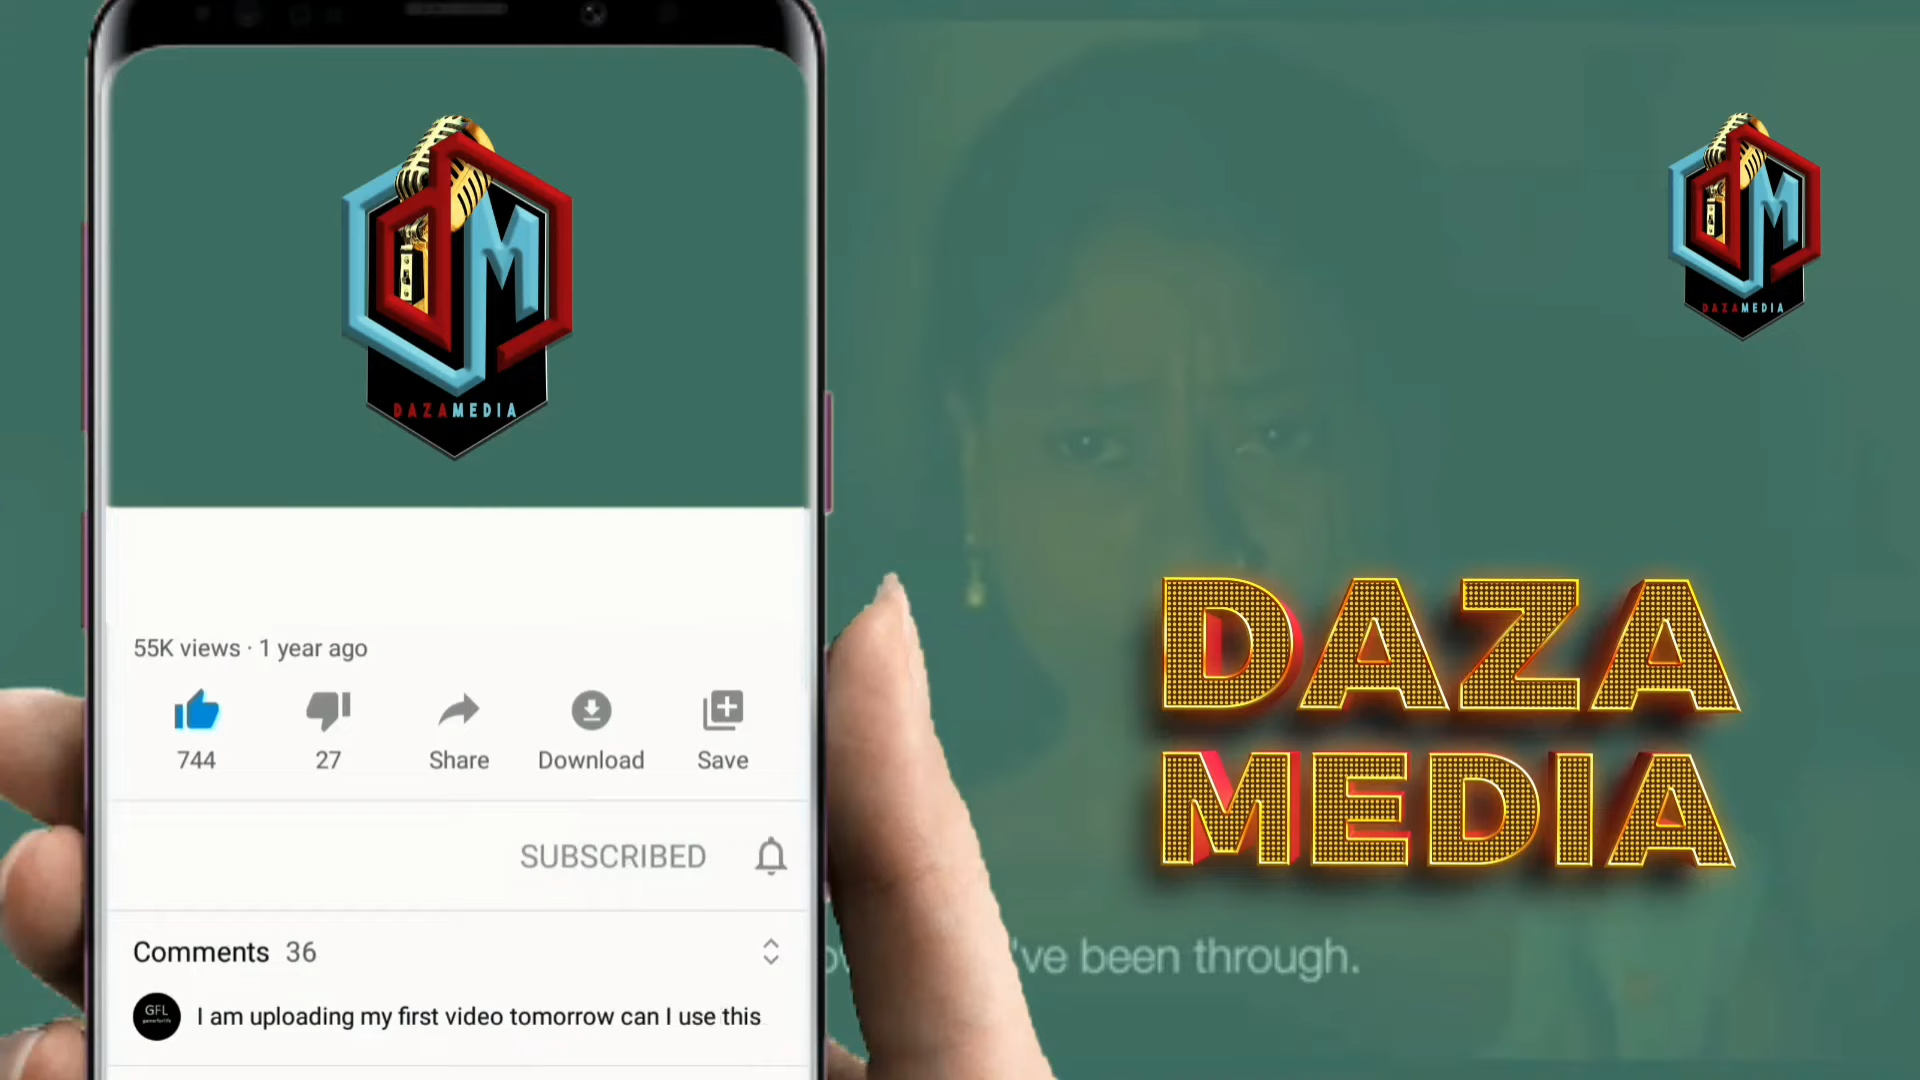 DAZAMEDIA
DAZAMEDIA
DAZA
MEDIA
55K views · 1 year ago
744
27
Share
Download
Save
SUBSCRIBED
Comments 36
've been through.
GFL
I am uploading my first video tomorrow can I use this